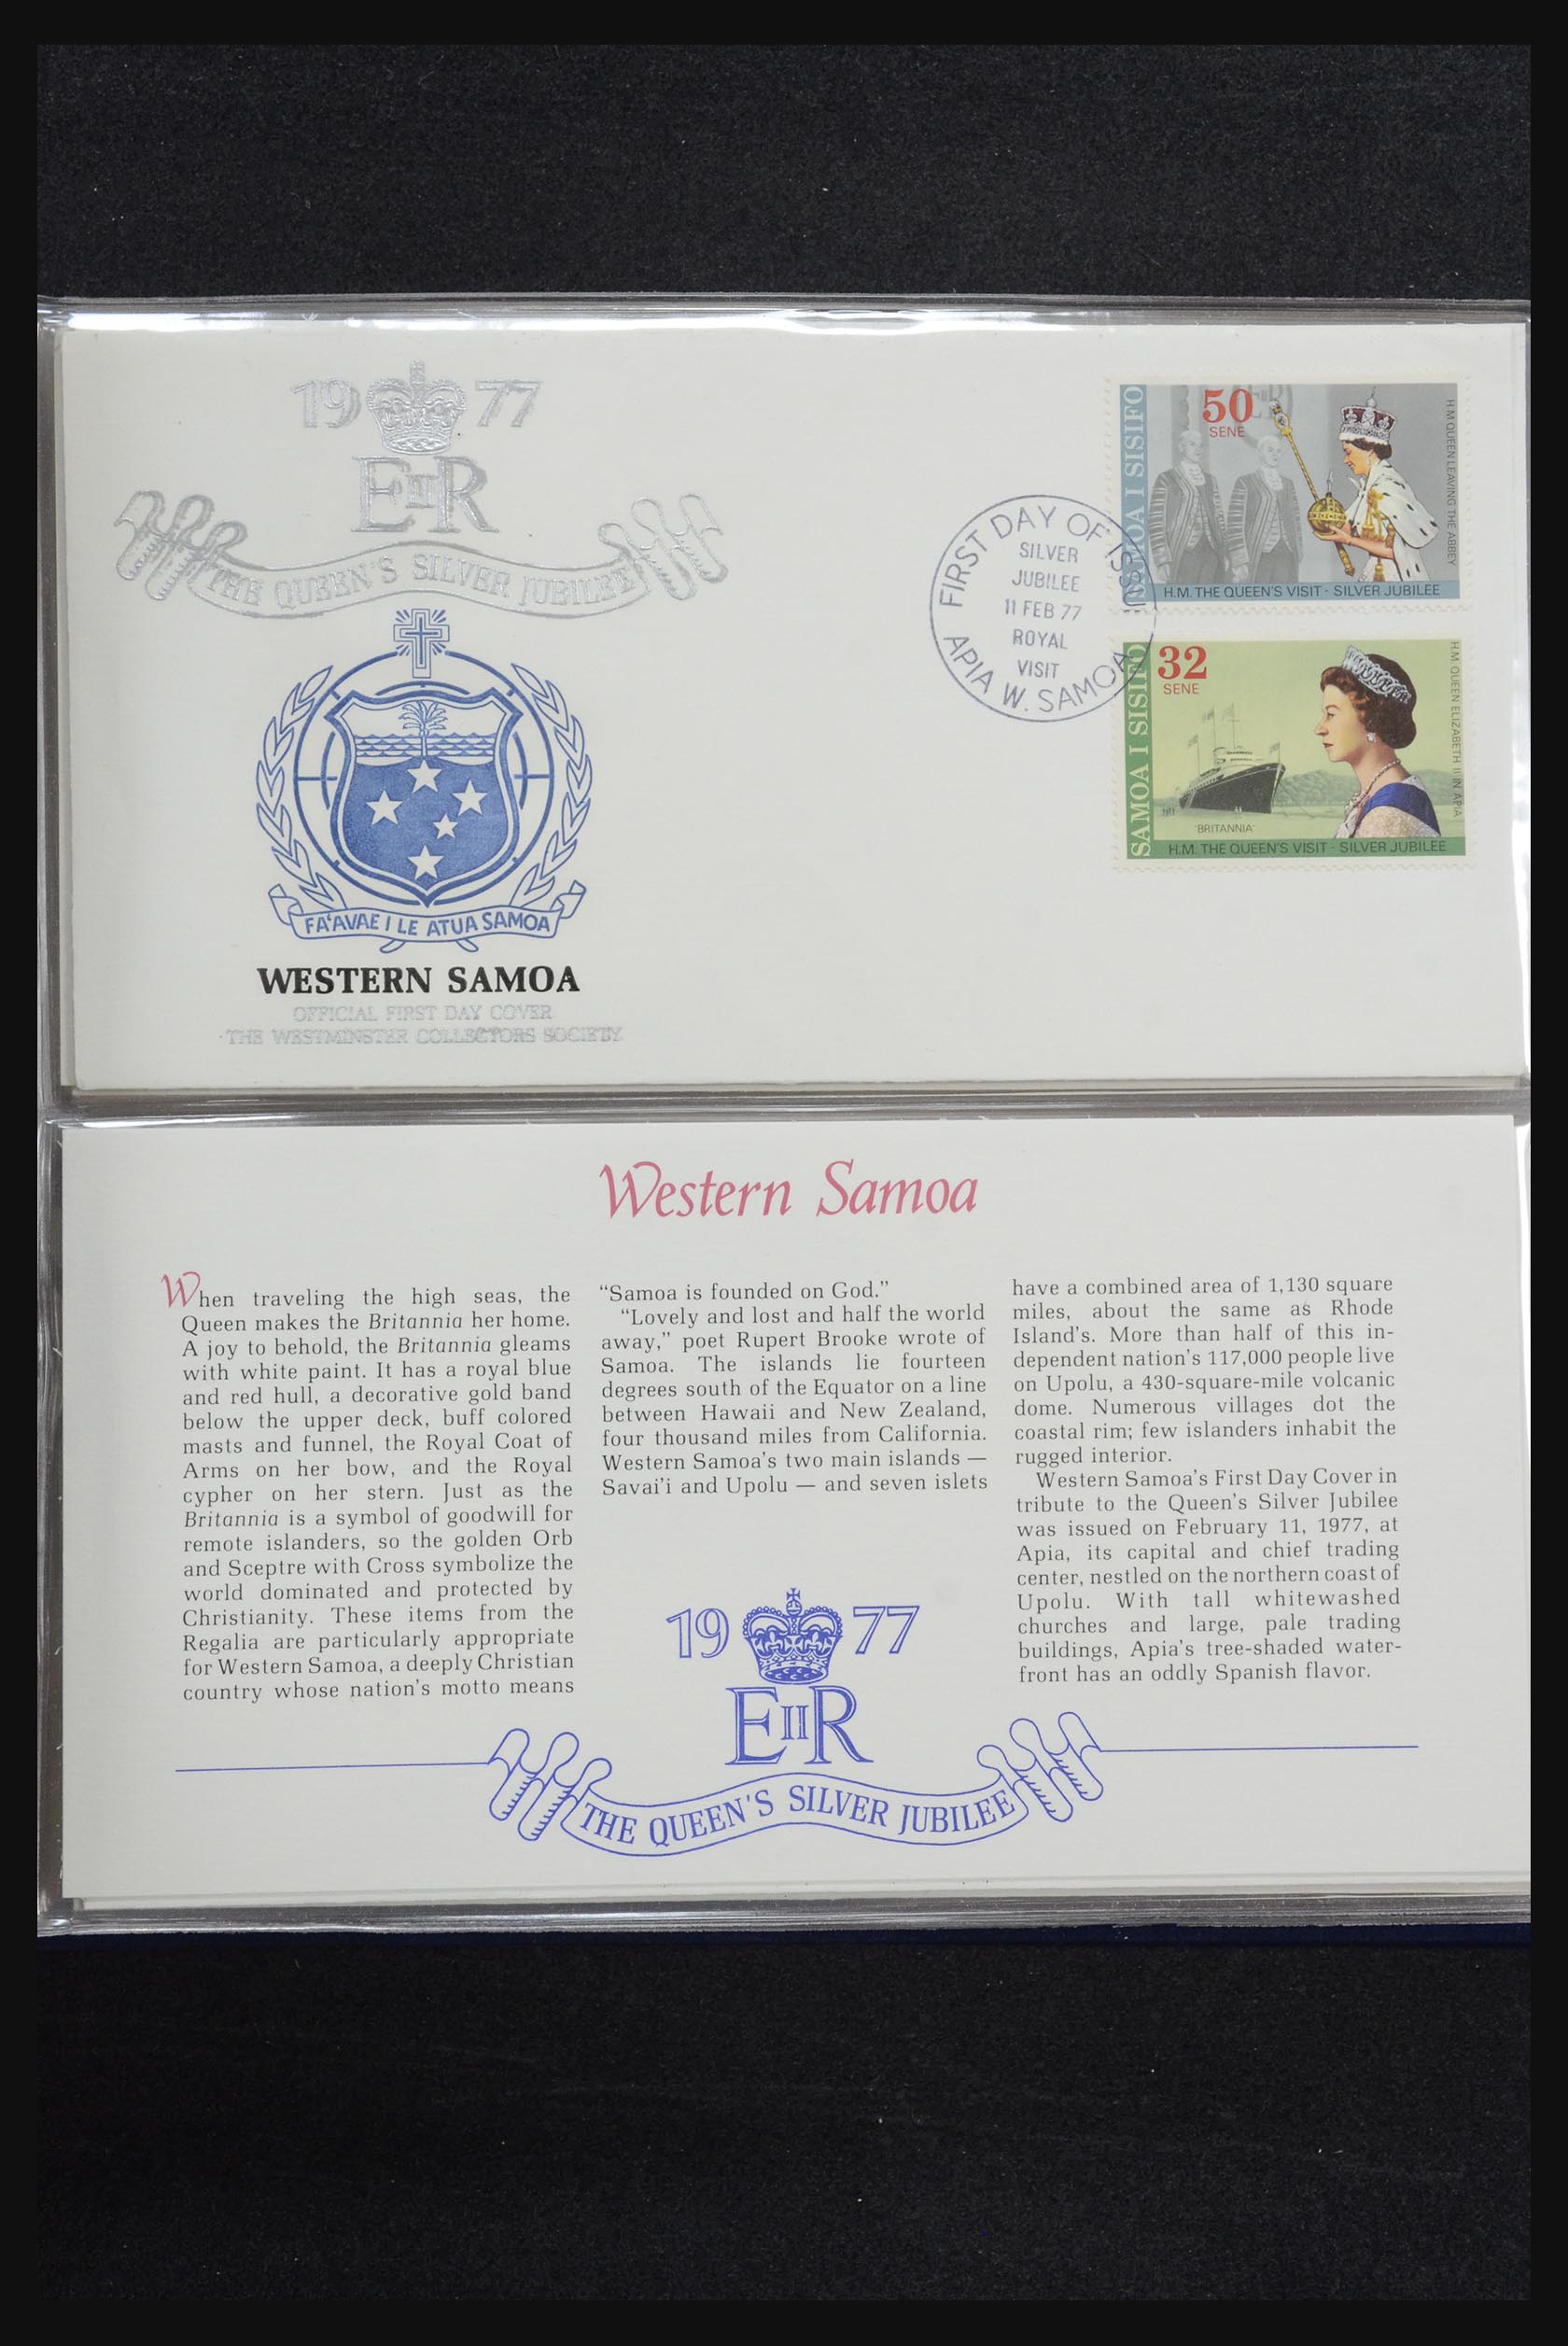 19 77
EIIR
THE QUEEN'S SILVER JUBILEE
FA'AVAE I LE ATUA SAMOA
WESTERN SAMOA
OFFICIAL FIRST DAY COVER
THE WESTMINSTER COLLECTORS SOCIETY
FIRST DAY OF ISSUE
SILVER
JUBILEE
11 FEB 77
ROYAL
VISIT
APIA W. SAMOA
SAMOA I SISIFO
50
SENE
H.M. QUEEN LEAVING THE ABBEY
H.M. THE QUEEN'S VISIT · SILVER JUBILEE
SAMOA I SISIFO
32
SENE
H.M. QUEEN ELIZABETH II IN APIA
'BRITANNIA'
H.M. THE QUEEN'S VISIT · SILVER JUBILEE
Western Samoa
When traveling the high seas, the
Queen makes the Britannia her home.
A joy to behold, the Britannia gleams
with white paint. It has a royal blue
and red hull, a decorative gold band
below the upper deck, buff colored
masts and funnel, the Royal Coat of
Arms on her bow, and the Royal
cypher on her stern. Just as the
Britannia is a symbol of goodwill for
remote islanders, so the golden Orb
and Sceptre with Cross symbolize the
world dominated and protected by
Christianity. These items from the
Regalia are particularly appropriate
for Western Samoa, a deeply Christian
country whose nation's motto means
“Samoa is founded on God.”
“Lovely and lost and half the world
away,” poet Rupert Brooke wrote of
Samoa. The islands lie fourteen
degrees south of the Equator on a line
between Hawaii and New Zealand,
four thousand miles from California.
Western Samoa's two main islands —
Savai'i and Upolu — and seven islets
have a combined area of 1,130 square
miles, about the same as Rhode
Island's. More than half of this in-
dependent nation's 117,000 people live
on Upolu, a 430-square-mile volcanic
dome. Numerous villages dot the
coastal rim; few islanders inhabit the
rugged interior.
Western Samoa's First Day Cover in
tribute to the Queen's Silver Jubilee
was issued on February 11, 1977, at
Apia, its capital and chief trading
center, nestled on the northern coast of
Upolu. With tall whitewashed
churches and large, pale trading
buildings, Apia's tree-shaded water-
front has an oddly Spanish flavor.
19 77
EIIR
THE QUEEN'S SILVER JUBILEE